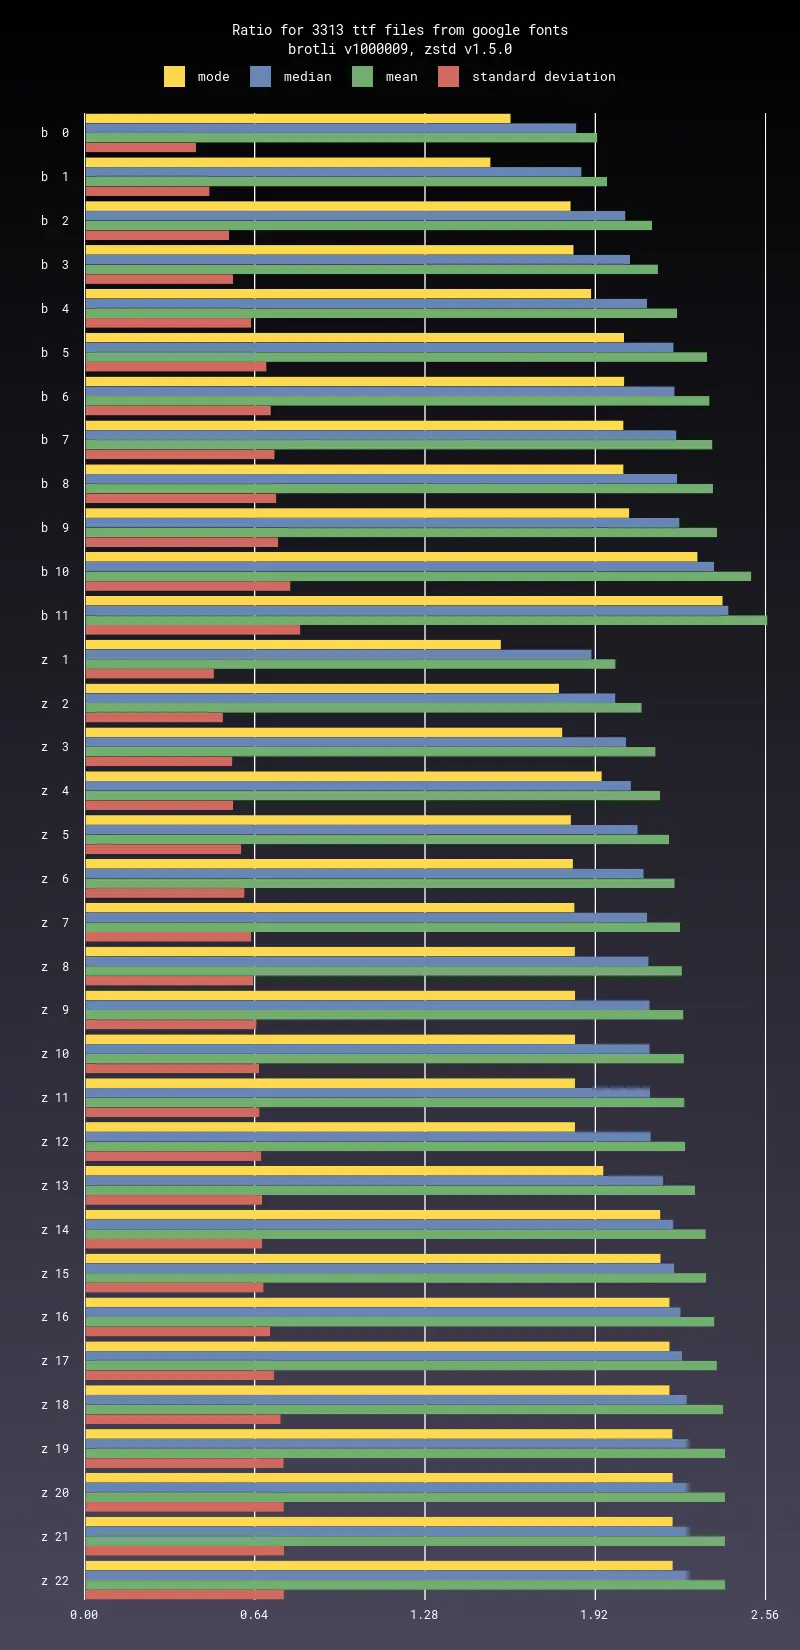 Ratio for 3313 ttf files from google fonts
brotli v1000009, zstd v1.5.0
mode median mean standard deviation
b 0
b 1
b 2
b 3
b 4
b 5
b 6
b 7
b 8
b 9
b 10
b 11
z 1
z 2
z 3
z 4
z 5
z 6
z 7
z 8
z 9
z 10
z 11
z 12
z 13
z 14
z 15
z 16
z 17
z 18
z 19
z 20
z 21
z 22
0.00 0.64 1.28 1.92 2.56